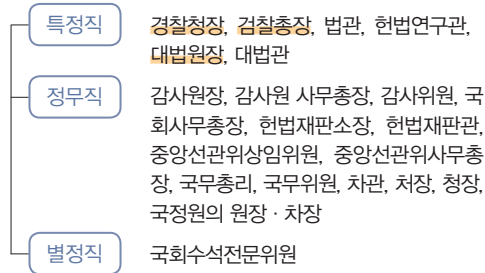 특정직
경찰청장, 검찰총장, 법관, 헌법연구관,
대법원장, 대법관
정무직
감사원장, 감사원 사무총장, 감사위원, 국
회사무총장, 헌법재판소장, 헌법재판관,
중앙선관위상임위원, 중앙선관위사무총
장, 국무총리, 국무위원, 차관, 처장, 청장,
국정원의 원장 · 차장
별정직
국회수석전문위원